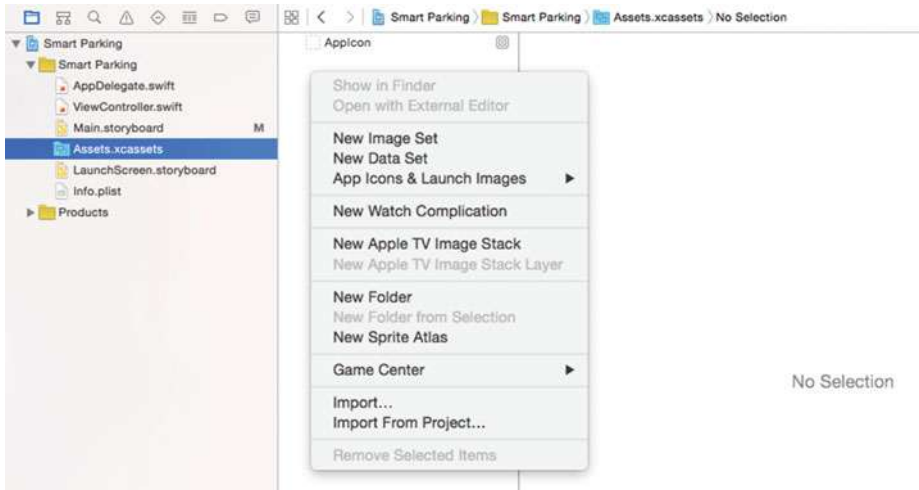 Smart Parking Smart Parking Assets.xcassets No Selection
Smart Parking
Smart Parking
AppDelegate.swift
ViewController.swift
Main.storyboard M
Assets.xcassets
LaunchScreen.storyboard
Info.plist
Products
AppIcon
Show in Finder
Open with External Editor
New Image Set
New Data Set
App Icons & Launch Images
New Watch Complication
New Apple TV Image Stack
New Apple TV Image Stack Layer
New Folder
New Folder from Selection
New Sprite Atlas
Game Center
Import...
Import From Project...
Remove Selected Items
No Selection